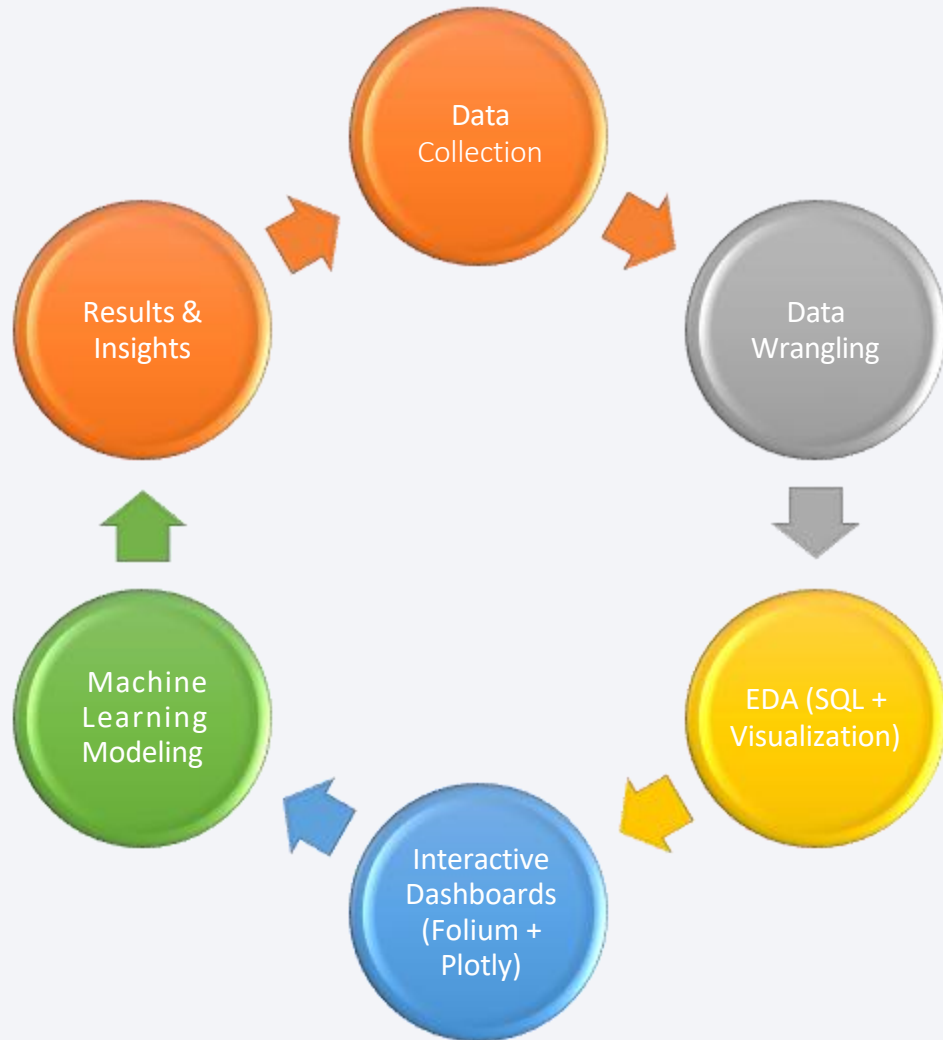 Data
Collection
Data
Wrangling
EDA (SQL +
Visualization)
Interactive
Dashboards
(Folium +
Plotly)
Machine
Learning
Modeling
Results &
Insights